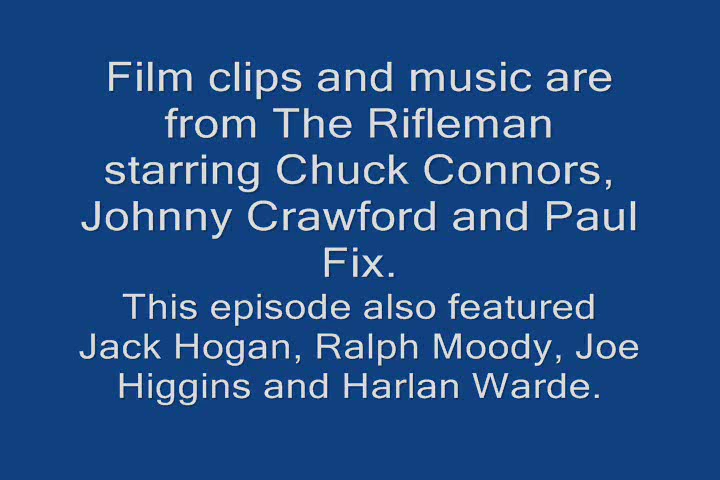 Film clips and music are
from The Rifleman
starring Chuck Connors,
Johnny Crawford and Paul
Fix.
This episode also featured
Jack Hogan, Ralph Moody, Joe
Higgins and Harlan Warde.